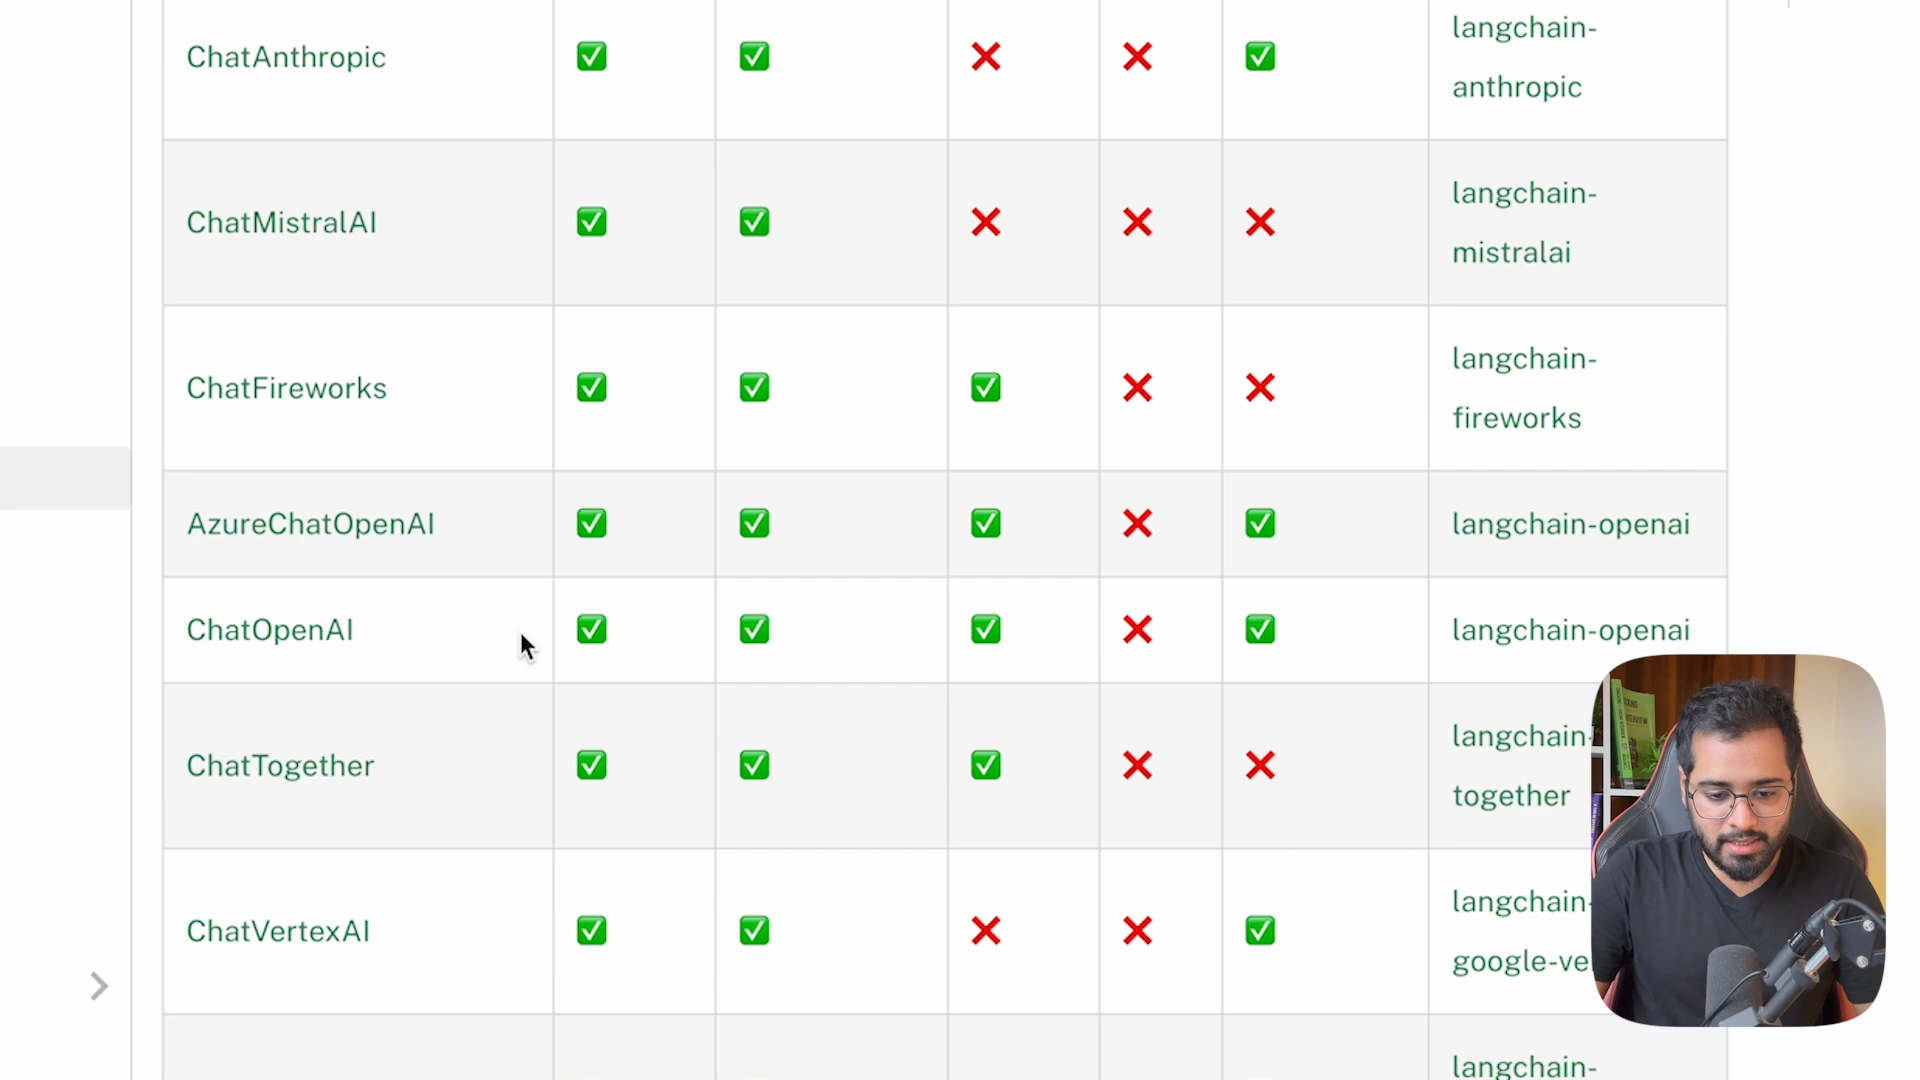 ChatAnthropic
langchain-
anthropic
ChatMistralAI
langchain-
mistralai
ChatFireworks
langchain-
fireworks
AzureChatOpenAI
langchain-openai
ChatOpenAI
langchain-openai
ChatTogether
langchain-
together
ChatVertexAI
langchain-
google-ve
langchain-